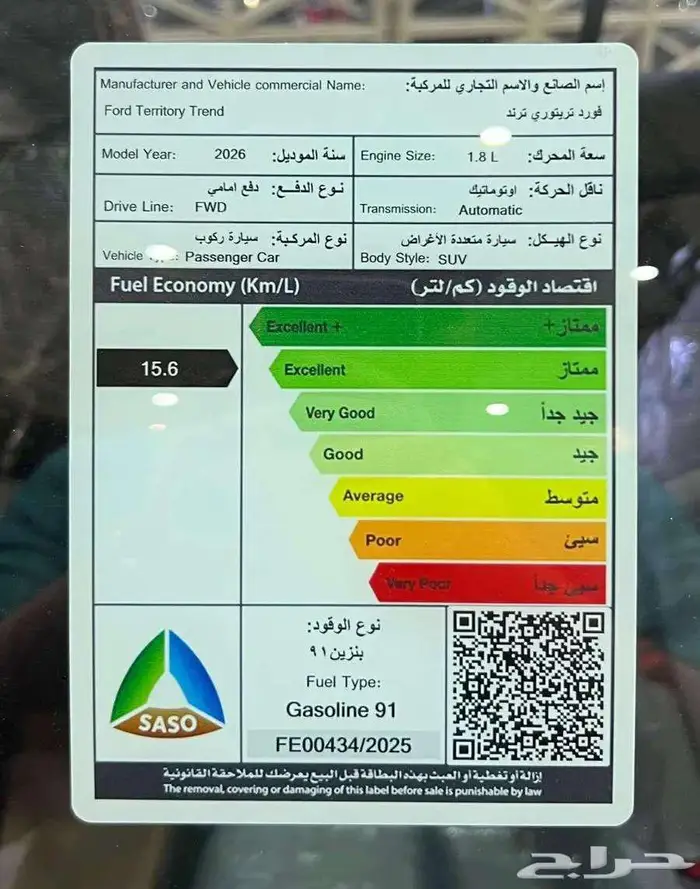 Manufacturer and Vehicle commercial Name: إسم الصانع والاسم التجاري للمركبة:
Ford Territory Trend فورد تريتوري ترند
Model Year: 2026 سنة الموديل:
Engine Size: 1.8 L سعة المحرك:
نوع الدفع: دفع امامي
Drive Line: FWD
ناقل الحركة: اوتوماتيك
Transmission: Automatic
نوع المركبة: سيارة ركوب
Vehicle Passenger Car
نوع الهيكل: سيارة متعددة الأغراض
Body Style: SUV
Fuel Economy (Km/L) اقتصاد الوقود (كم/لتر)
Excellent + ممتاز+
15.6
Excellent ممتاز
Very Good جيد جداً
Good جيد
Average متوسط
Poor سيئ
Very Poor سيئ جداً
SASO
نوع الوقود:
بنزين ٩١
Fuel Type:
Gasoline 91
FE00434/2025
إزالة أو تغطية أو العبث بهذه البطاقة قبل البيع يعرضك للملاحقة القانونية
The removal, covering or damaging of this label before sale is punishable by law
حراج